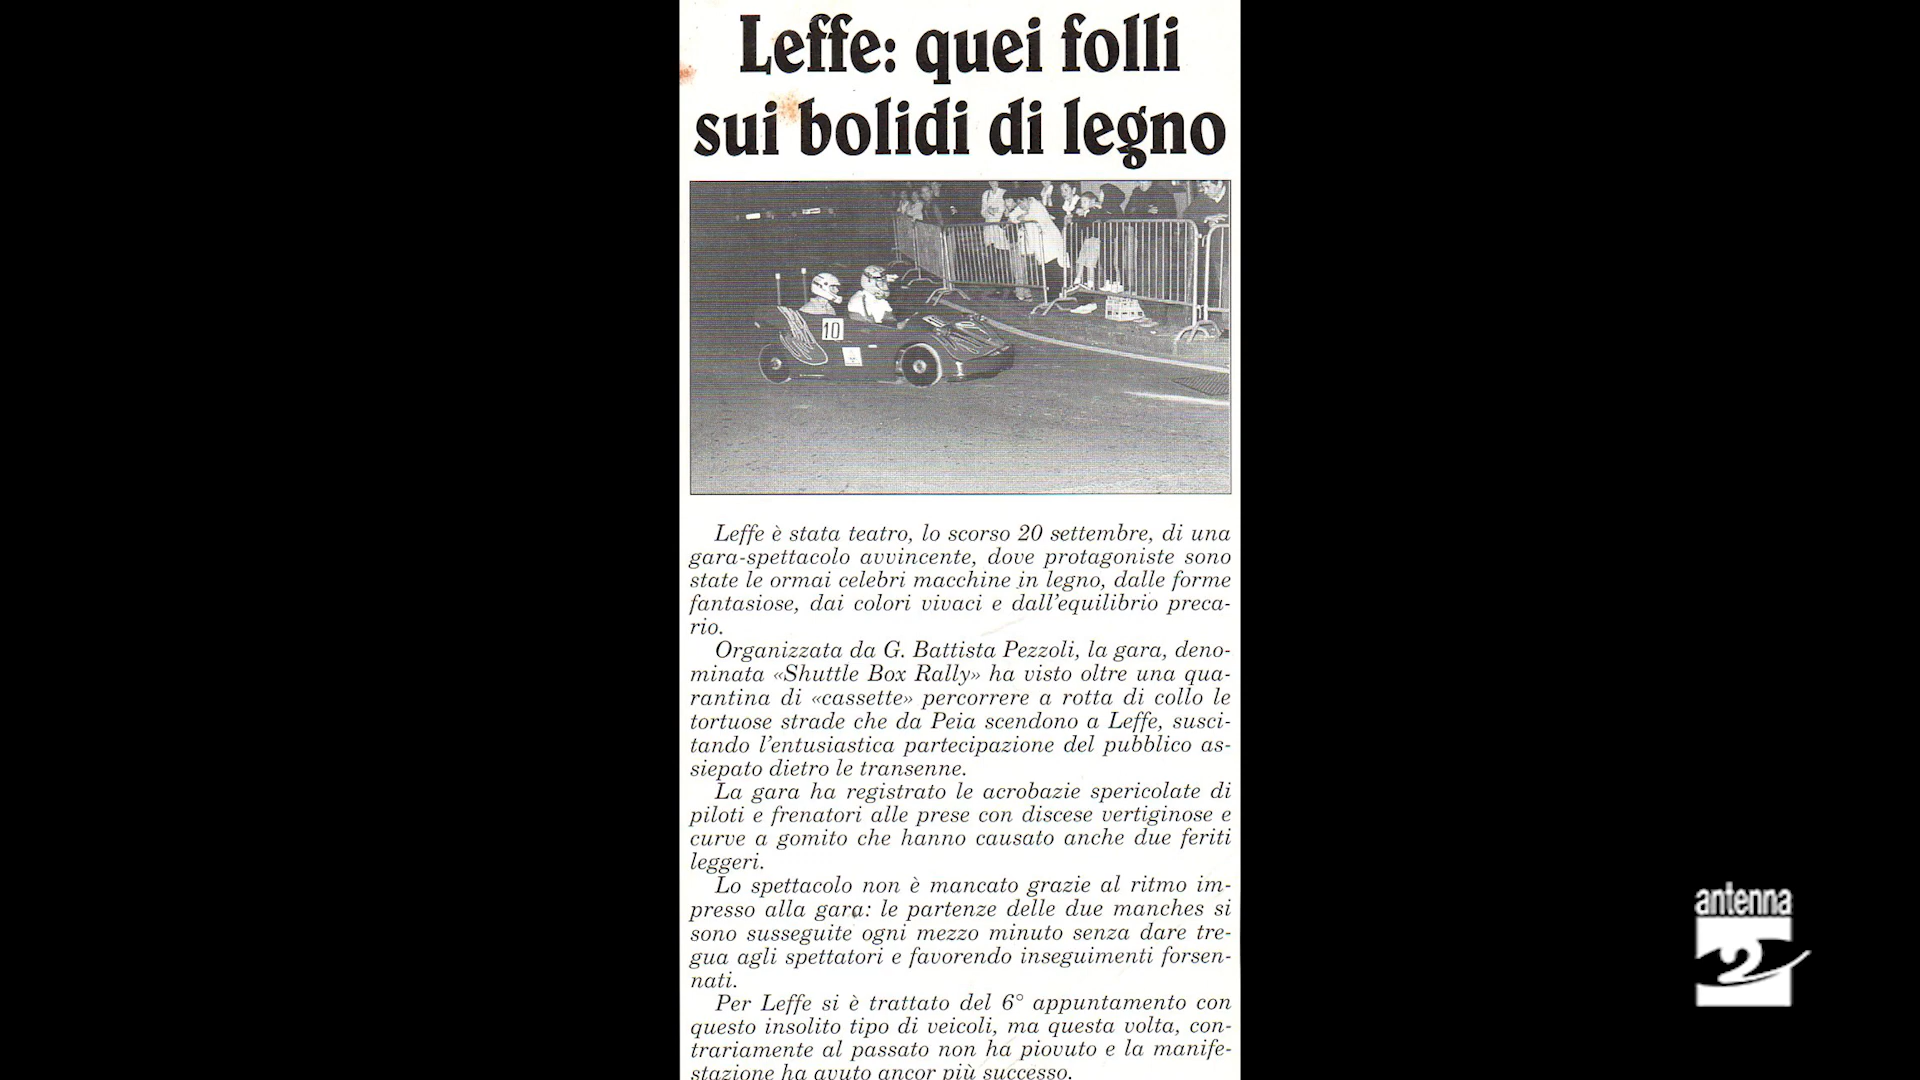 Leffe: quei folli
sui bolidi di legno
10
Leffe è stata teatro, lo scorso 20 settembre, di una
gara-spettacolo avvincente, dove protagoniste sono
state le ormai celebri macchine in legno, dalle forme
fantasiose, dai colori vivaci e dall'equilibrio preca-
rio.
Organizzata da G. Battista Pezzoli, la gara, deno-
minata «Shuttle Box Rally» ha visto oltre una qua-
rantina di «cassette» percorrere a rotta di collo le
tortuose strade che da Peia scendono a Leffe, susci-
tando l'entusiastica partecipazione del pubblico as-
siepato dietro le transenne.
La gara ha registrato le acrobazie spericolate di
piloti e frenatori alle prese con discese vertiginose e
curve a gomito che hanno causato anche due feriti
leggeri.
Lo spettacolo non è mancato grazie al ritmo im-
presso alla gara: le partenze delle due manches si
sono susseguite ogni mezzo minuto senza dare tre-
gua agli spettatori e favorendo inseguimenti forsen-
nati.
Per Leffe si è trattato del 6° appuntamento con
questo insolito tipo di veicoli, ma questa volta, con-
trariamente al passato non ha piovuto e la manife-
stazione ha avuto ancor più successo.
antenna
2